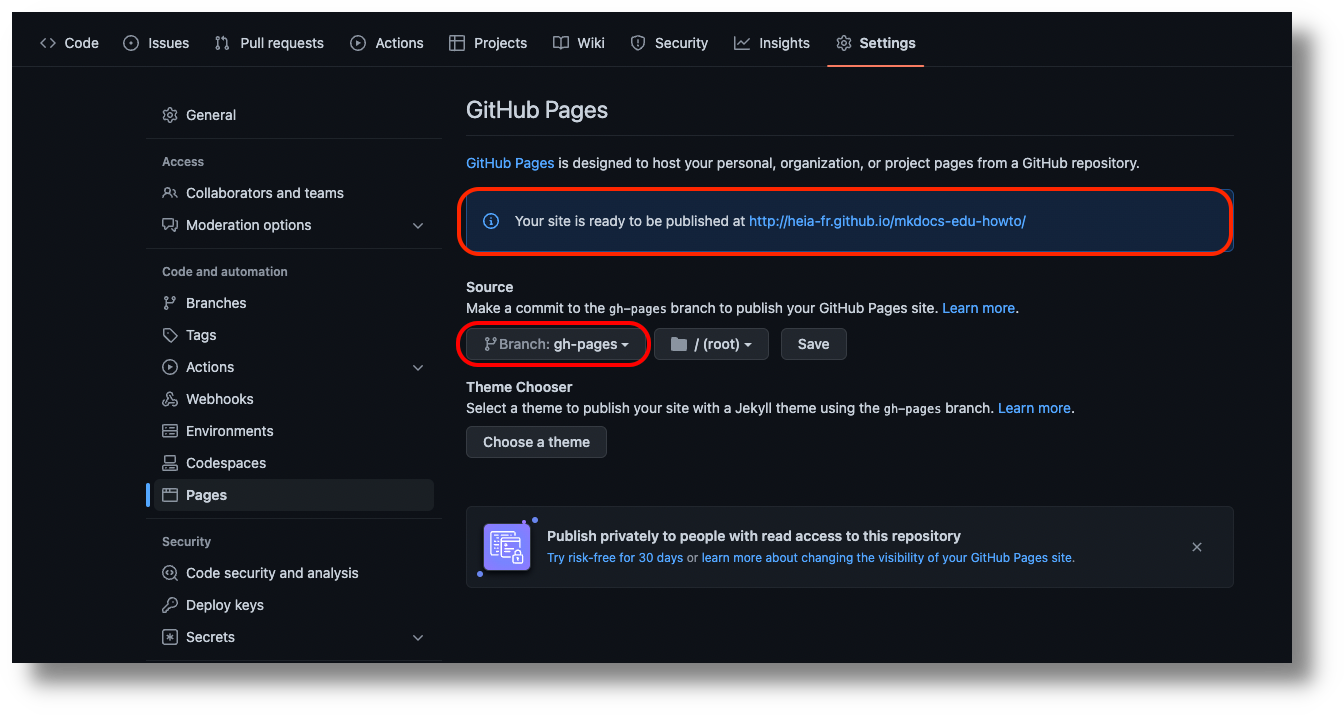 Code Issues Pull requests Actions Projects Wiki Security Insights Settings
General
Access
Collaborators and teams
Moderation options
Code and automation
Branches
Tags
Actions
Webhooks
Environments
Codespaces
Pages
Security
Code security and analysis
Deploy keys
Secrets
GitHub Pages
GitHub Pages is designed to host your personal, organization, or project pages from a GitHub repository.
Your site is ready to be published at http://heia-fr.github.io/mkdocs-edu-howto/
Source
Make a commit to the gh-pages branch to publish your GitHub Pages site. Learn more.
Branch: gh-pages / (root) Save
Theme Chooser
Select a theme to publish your site with a Jekyll theme using the gh-pages branch. Learn more.
Choose a theme
Publish privately to people with read access to this repository
Try risk-free for 30 days or learn more about changing the visibility of your GitHub Pages site.